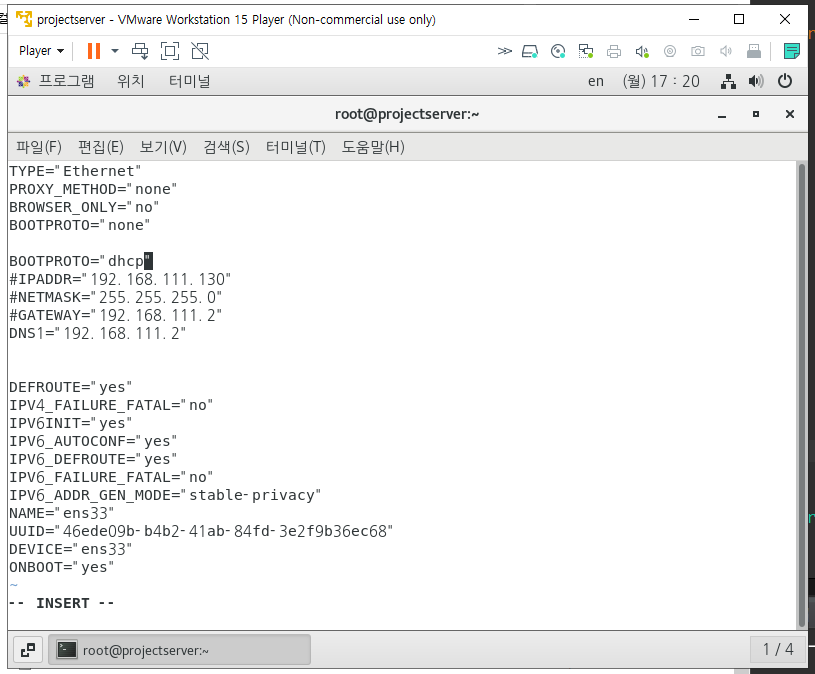 projectserver - VMware Workstation 15 Player (Non-commercial use only)
Player
프로그램 위치 터미널 en (월) 17 : 20
root@projectserver:~
파일(F) 편집(E) 보기(V) 검색(S) 터미널(T) 도움말(H)
TYPE="Ethernet"
PROXY_METHOD="none"
BROWSER_ONLY="no"
BOOTPROTO="none"
BOOTPROTO="dhcp"
#IPADDR="192.168.111.130"
#NETMASK="255.255.255.0"
#GATEWAY="192.168.111.2"
DNS1="192.168.111.2"
DEFROUTE="yes"
IPV4_FAILURE_FATAL="no"
IPV6INIT="yes"
IPV6_AUTOCONF="yes"
IPV6_DEFROUTE="yes"
IPV6_FAILURE_FATAL="no"
IPV6_ADDR_GEN_MODE="stable-privacy"
NAME="ens33"
UUID="46ede09b-b4b2-41ab-84fd-3e2f9b36ec68"
DEVICE="ens33"
ONBOOT="yes"
~
-- INSERT --
root@projectserver:~ 1 / 4